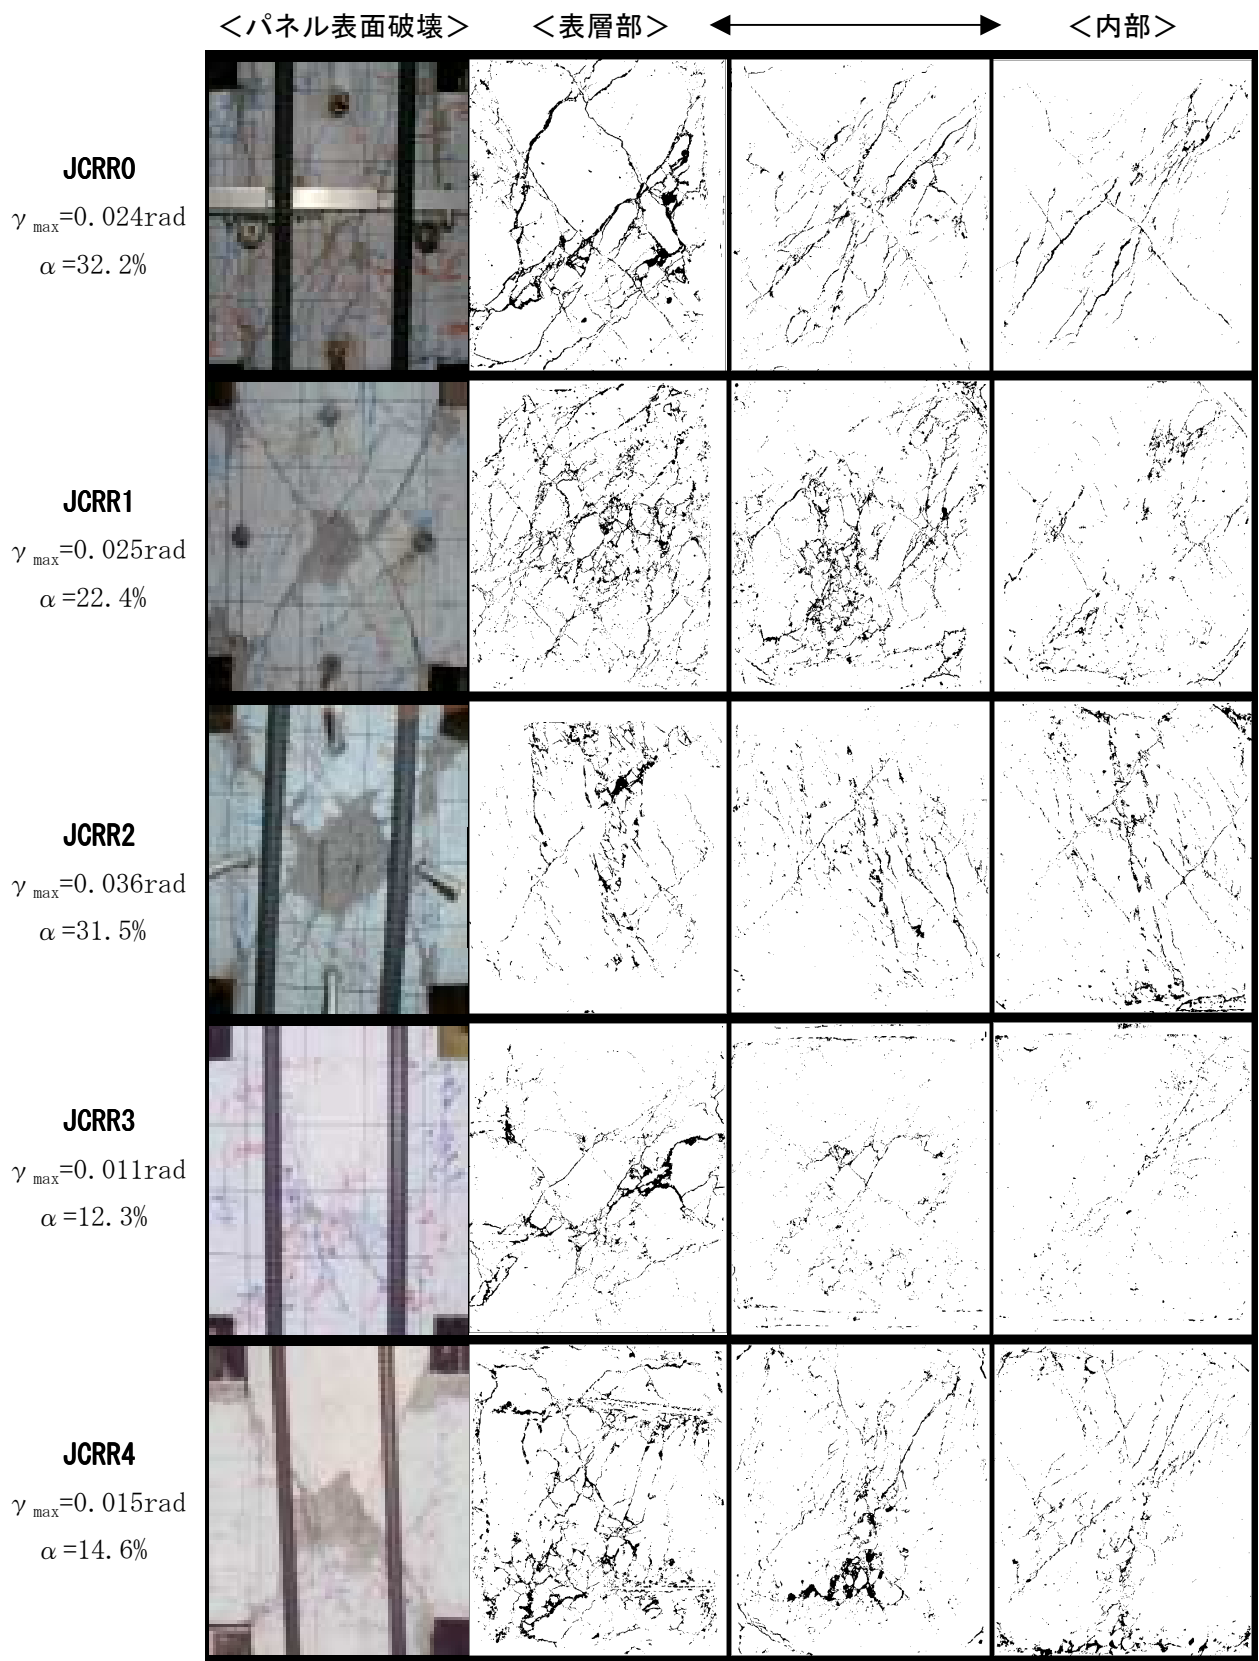 ＜パネル表面破壊＞ ＜表層部＞ ＜内部＞
JCRR0
γmax=0.024rad
α=32.2%
JCRR1
γmax=0.025rad
α=22.4%
JCRR2
γmax=0.036rad
α=31.5%
JCRR3
γmax=0.011rad
α=12.3%
JCRR4
γmax=0.015rad
α=14.6%